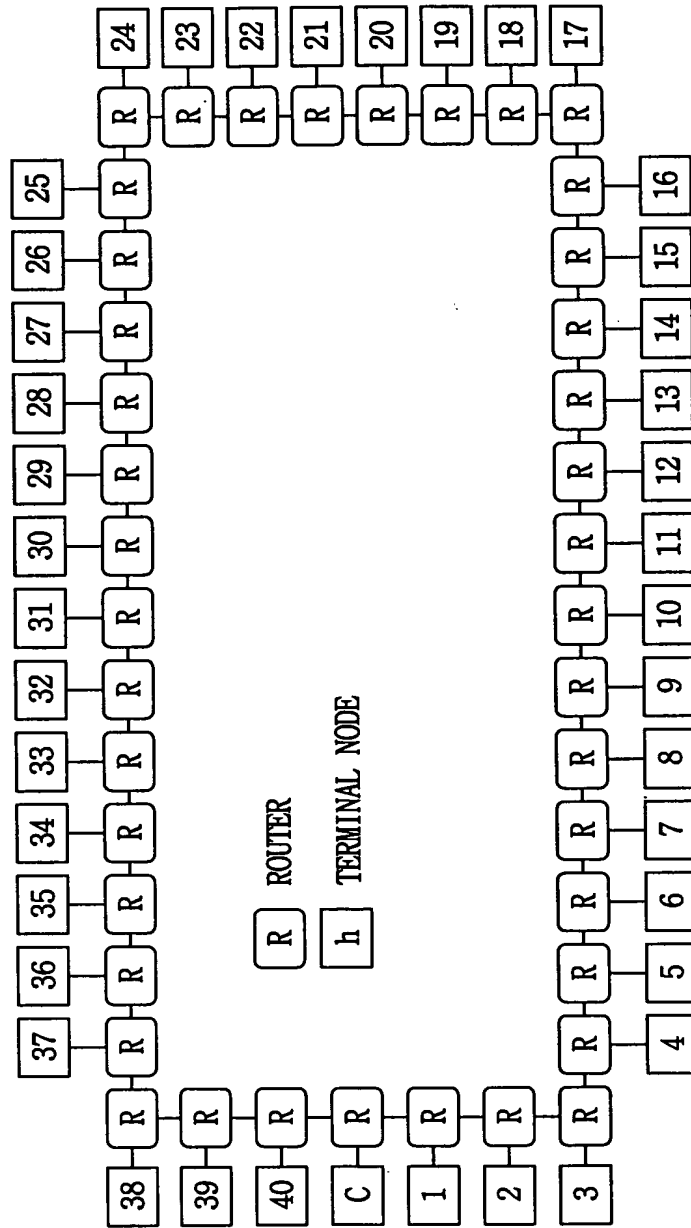 37 36 35 34 33 32 31 30 29 28 27 26 25
38 R R R R R R R R R R R R R R R 24
39 R R 23
40 R R ROUTER R 22
C R h TERMINAL NODE R 21
1 R R 20
R 19
2 R R 18
3 R R R R R R R R R R R R R R R 17
4 5 6 7 8 9 10 11 12 13 14 15 16